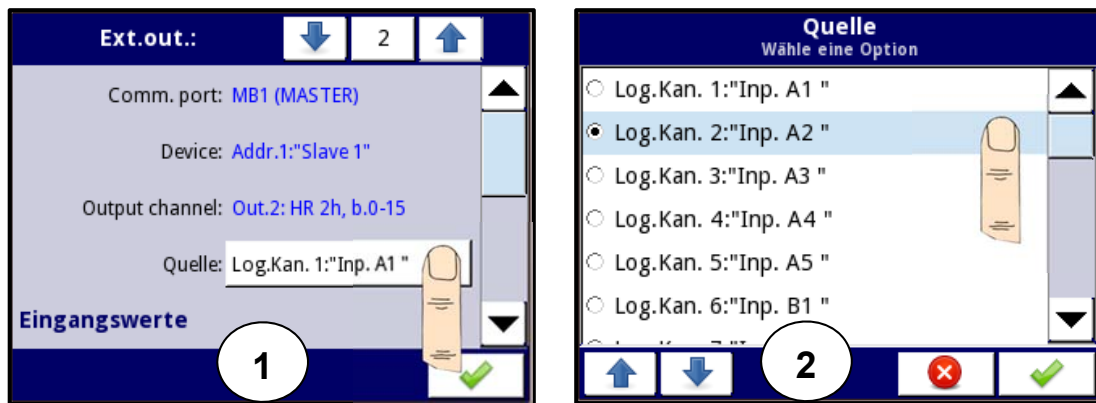 Ext.out.:
2
Comm. port: MB1 (MASTER)
Device: Addr.1:"Slave 1"
Output channel: Out.2: HR 2h, b.0-15
Quelle: Log.Kan. 1:"Inp. A1 "
Eingangswerte
1
Quelle
Wähle eine Option
Log.Kan. 1:"Inp. A1 "
Log.Kan. 2:"Inp. A2 "
Log.Kan. 3:"Inp. A3 "
Log.Kan. 4:"Inp. A4 "
Log.Kan. 5:"Inp. A5 "
Log.Kan. 6:"Inp. B1 "
2